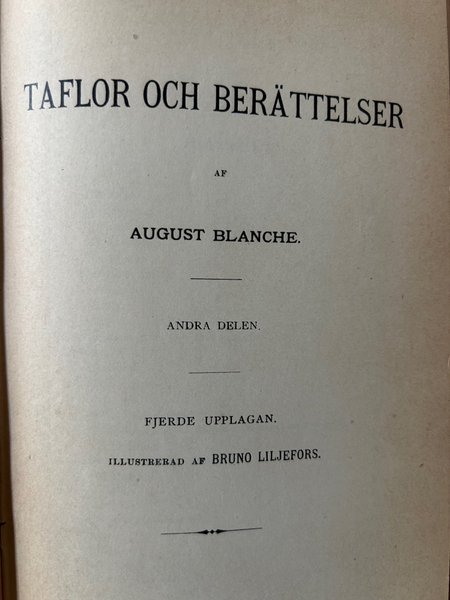 TAFLOR OCH BERÄTTELSER
AF
AUGUST BLANCHE.
ANDRA DELEN.
FJERDE UPPLAGAN.
ILLUSTRERAD AF BRUNO LILJEFORS.